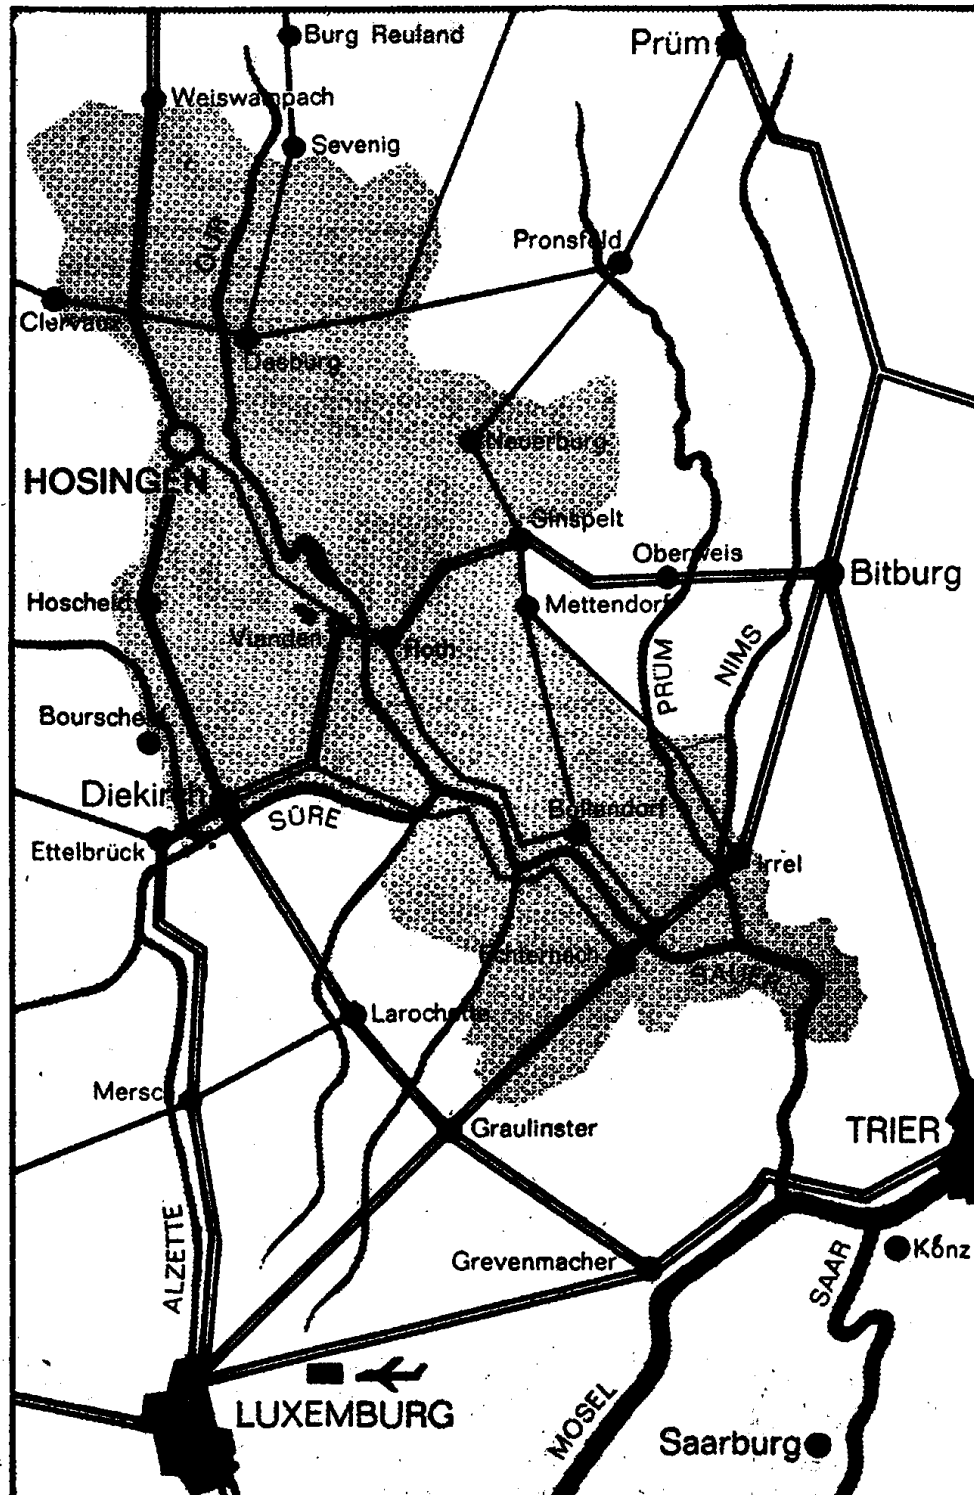 Burg Reuland
Prüm
Weiswampach
Sevenig
OUR
Pronsfeld
Clervaux
Dasburg
Neuerburg
HOSINGEN
Sinspelt
Oberweis
Bitburg
Hoscheid
Mettendorf
Vianden
Roth
PRÜM
NIMS
Bourscheid
Diekirch
SÛRE
Bollendorf
Ettelbrück
Irrel
Echternach
SAUER
Larochette
Mersch
Graulinster
TRIER
ALZETTE
Grevenmacher
SAAR
Könz
LUXEMBURG
MOSEL
Saarburg